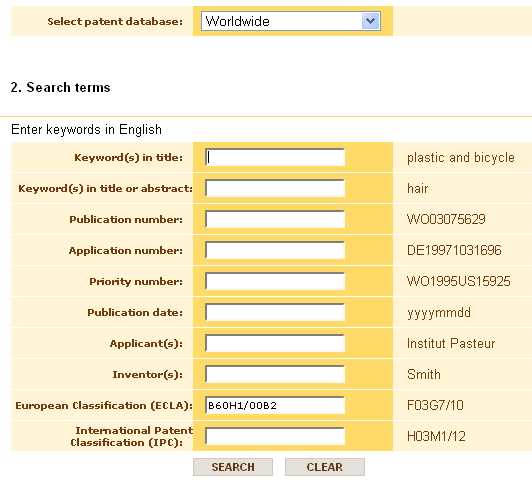 Select patent database: Worldwide
2. Search terms
Enter keywords in English
Keyword(s) in title: plastic and bicycle
Keyword(s) in title or abstract: hair
Publication number: WO03075629
Application number: DE19971031696
Priority number: WO1995US15925
Publication date: yyyymmdd
Applicant(s): Institut Pasteur
Inventor(s): Smith
European Classification (ECLA): B60H1/00B2 F03G7/10
International Patent
Classification (IPC): H03M1/12
SEARCH CLEAR